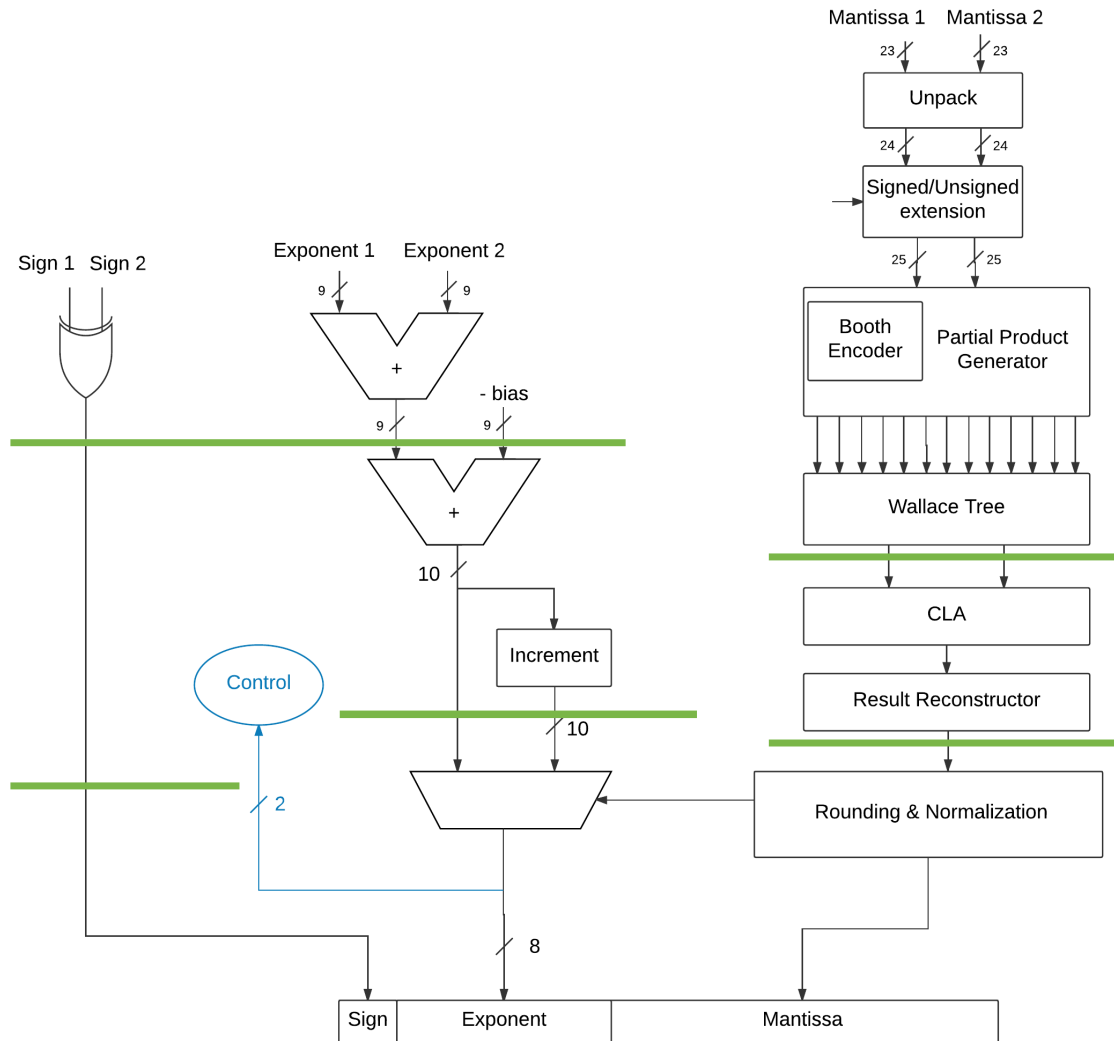 Mantissa 1 Mantissa 2
23 23
Unpack
24 24
Signed/Unsigned
extension
25 25
Sign 1 Sign 2
Exponent 1 Exponent 2
9 9
+
Booth
Encoder
Partial Product
Generator
- bias
9 9
+
Wallace Tree
10
CLA
Increment
Control
Result Reconstructor
10
2
Rounding & Normalization
8
Sign Exponent Mantissa